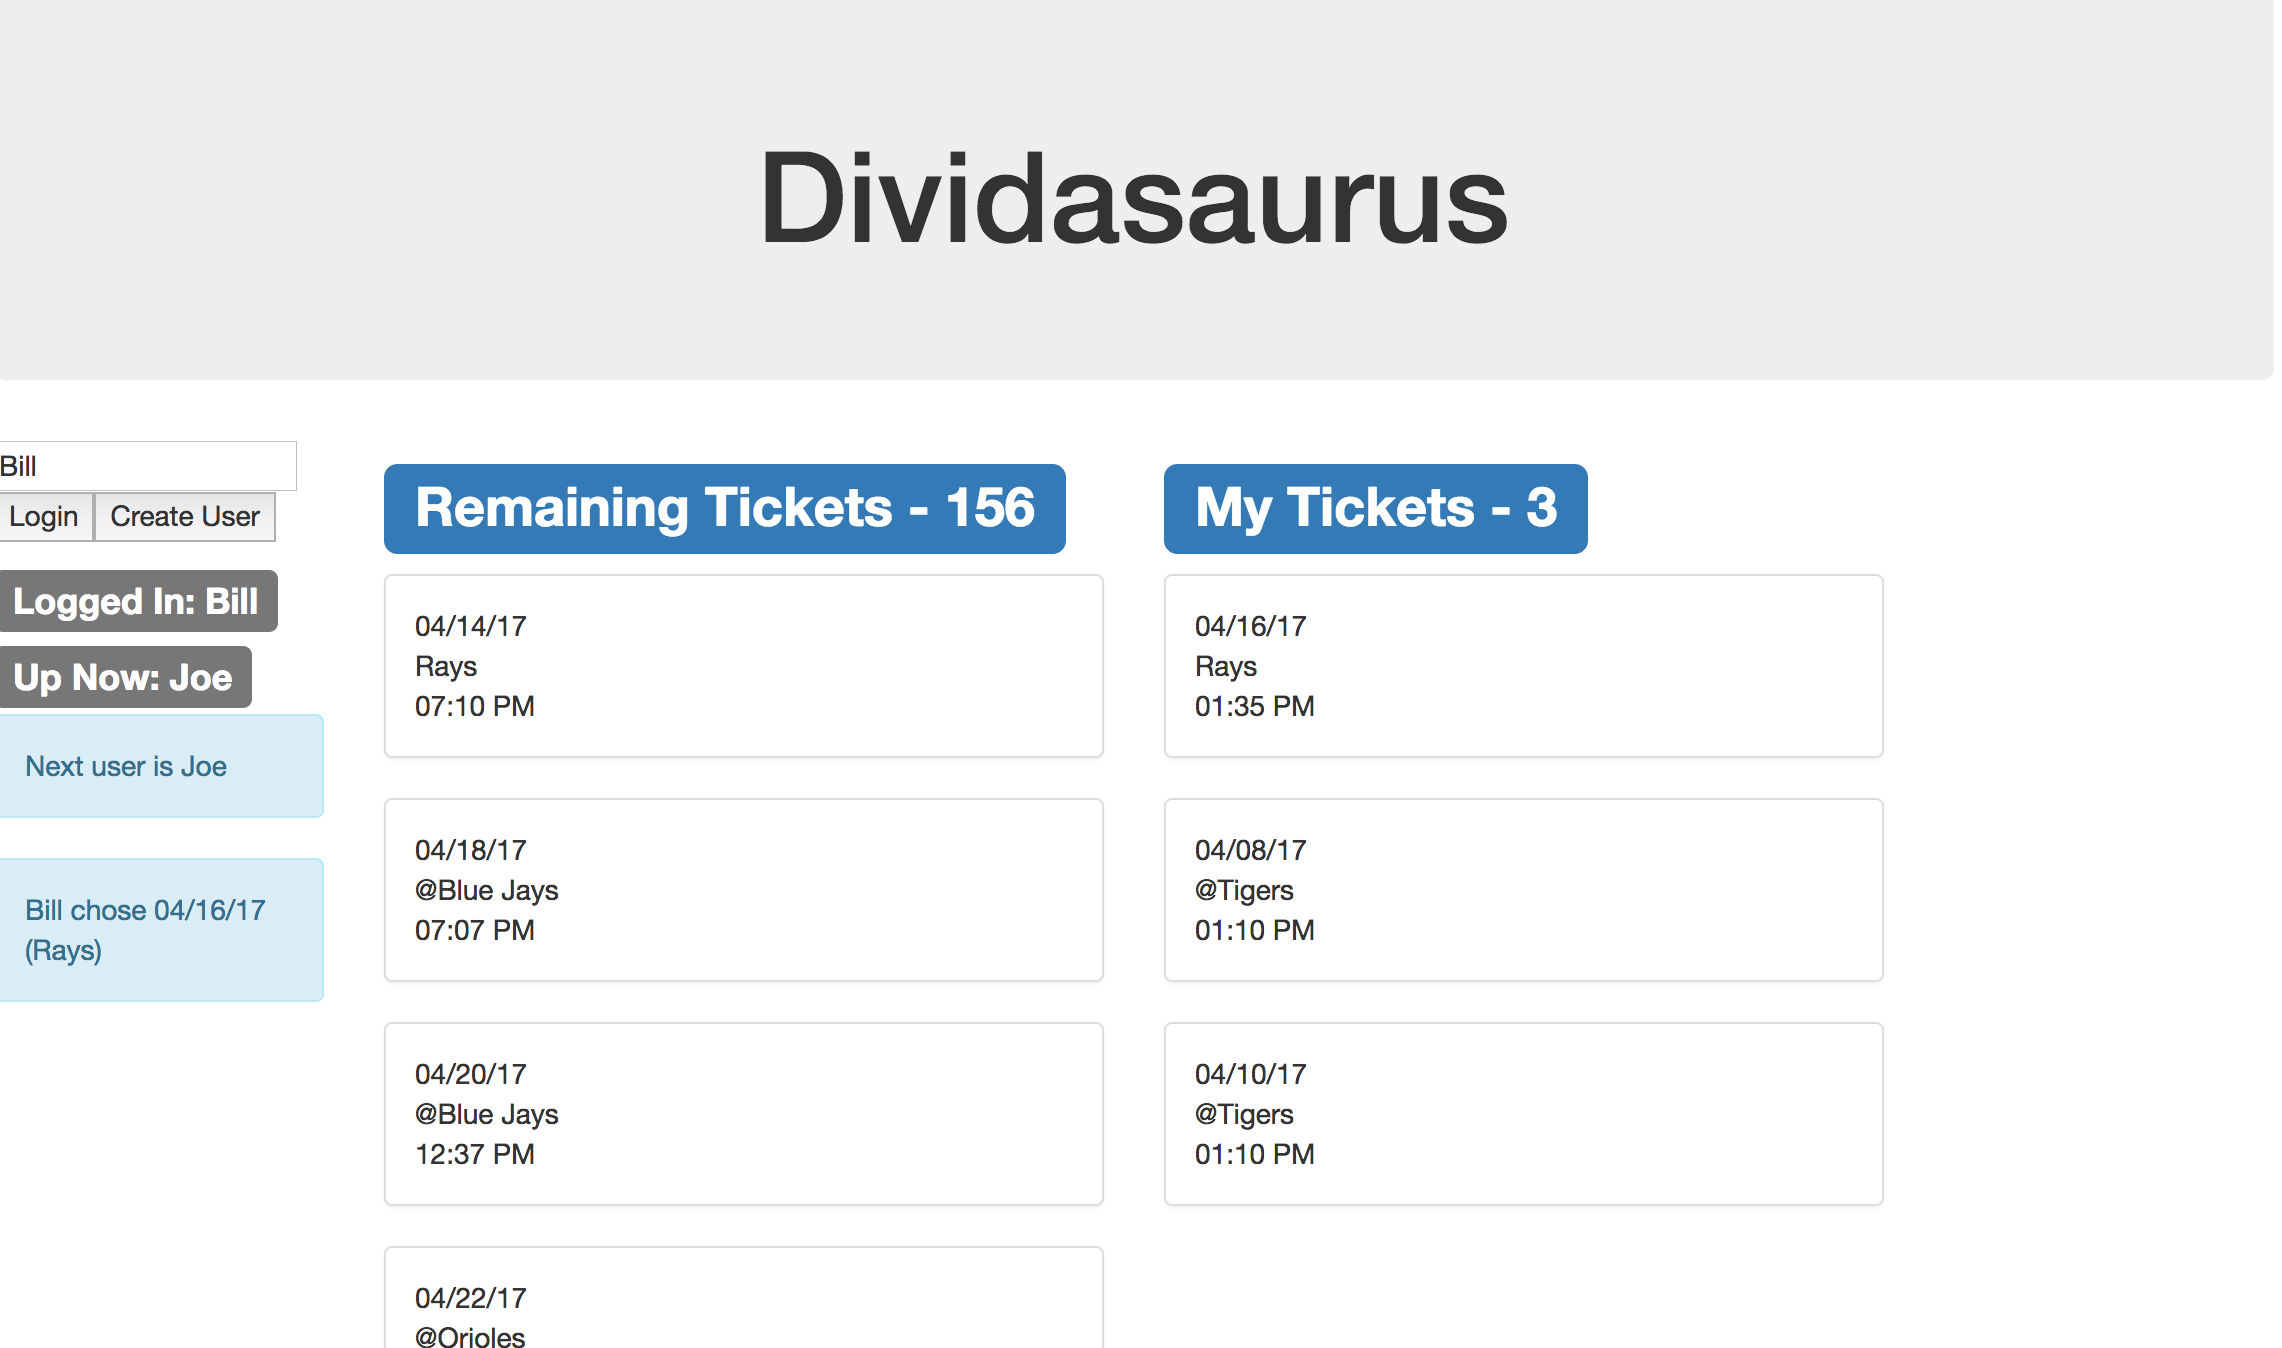 Dividasaurus
Bill
Login Create User
Logged In: Bill
Up Now: Joe
Next user is Joe
Bill chose 04/16/17
(Rays)
Remaining Tickets - 156
04/14/17
Rays
07:10 PM
04/18/17
@Blue Jays
07:07 PM
04/20/17
@Blue Jays
12:37 PM
04/22/17
@Orioles
My Tickets - 3
04/16/17
Rays
01:35 PM
04/08/17
@Tigers
01:10 PM
04/10/17
@Tigers
01:10 PM